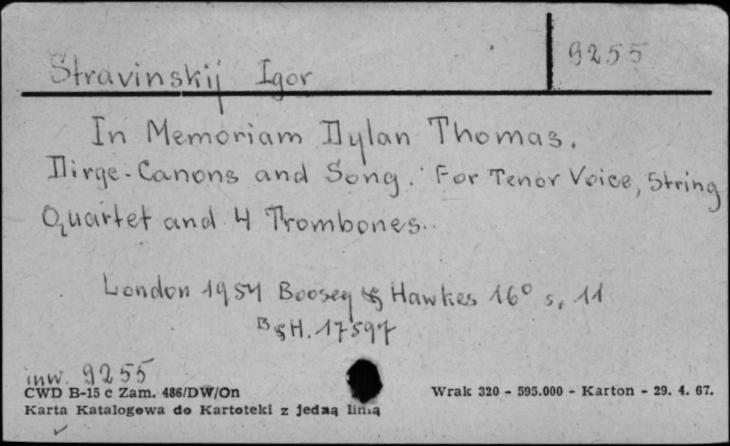 Stravinskij Igor
9255
In Memoriam Dylan Thomas.
Dirge-Canons and Song. For Tenor Voice, String
Quartet and 4 Trombones.
London 1954 Boosey & Hawkes 16° s. 11
B&H. 17597
inw. 9255
CWD B-15 c Zam. 486/DW/On
Wrak 320 - 595.000 - Karton - 29. 4. 67.
Karta Katalogowa do Kartoteki z jedną linią